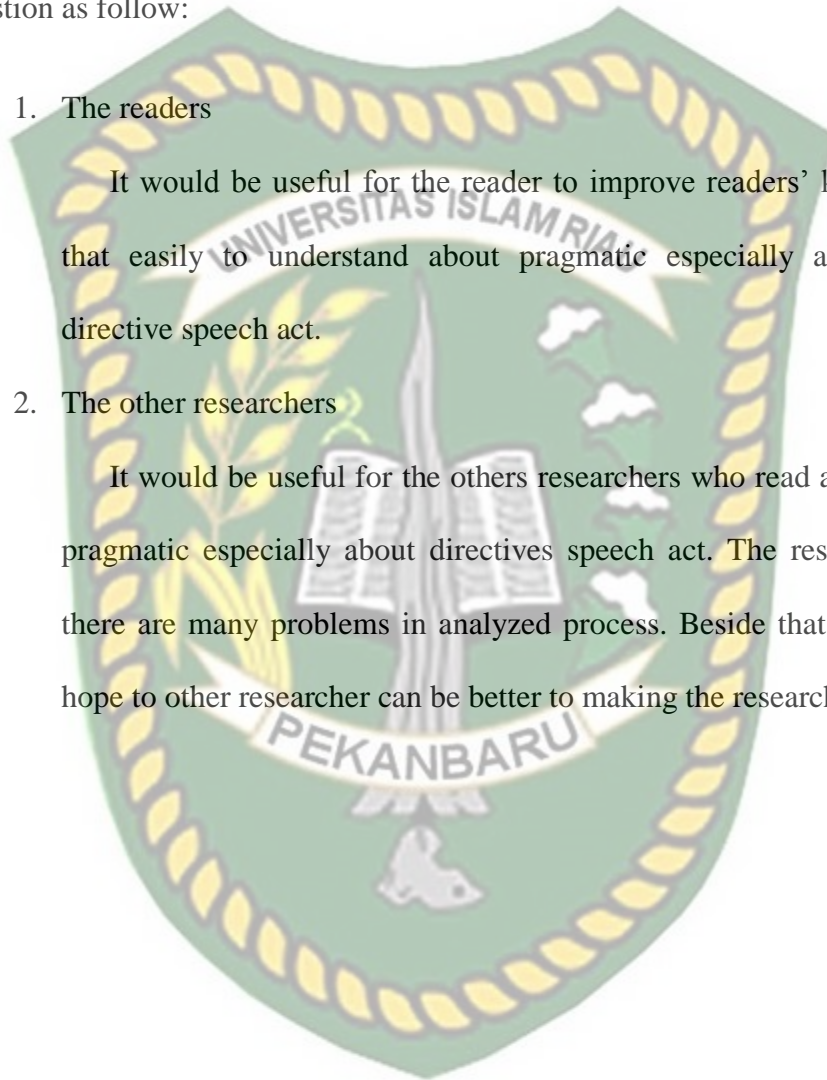 stion as follow:
1. The readers
It would be useful for the reader to improve readers’
that easily to understand about pragmatic especially a
directive speech act.
2. The other researchers
It would be useful for the others researchers who read a
pragmatic especially about directives speech act. The res
there are many problems in analyzed process. Beside that
hope to other researcher can be better to making the research
UNIVERSITAS ISLAM RIAU
PEKANBARU